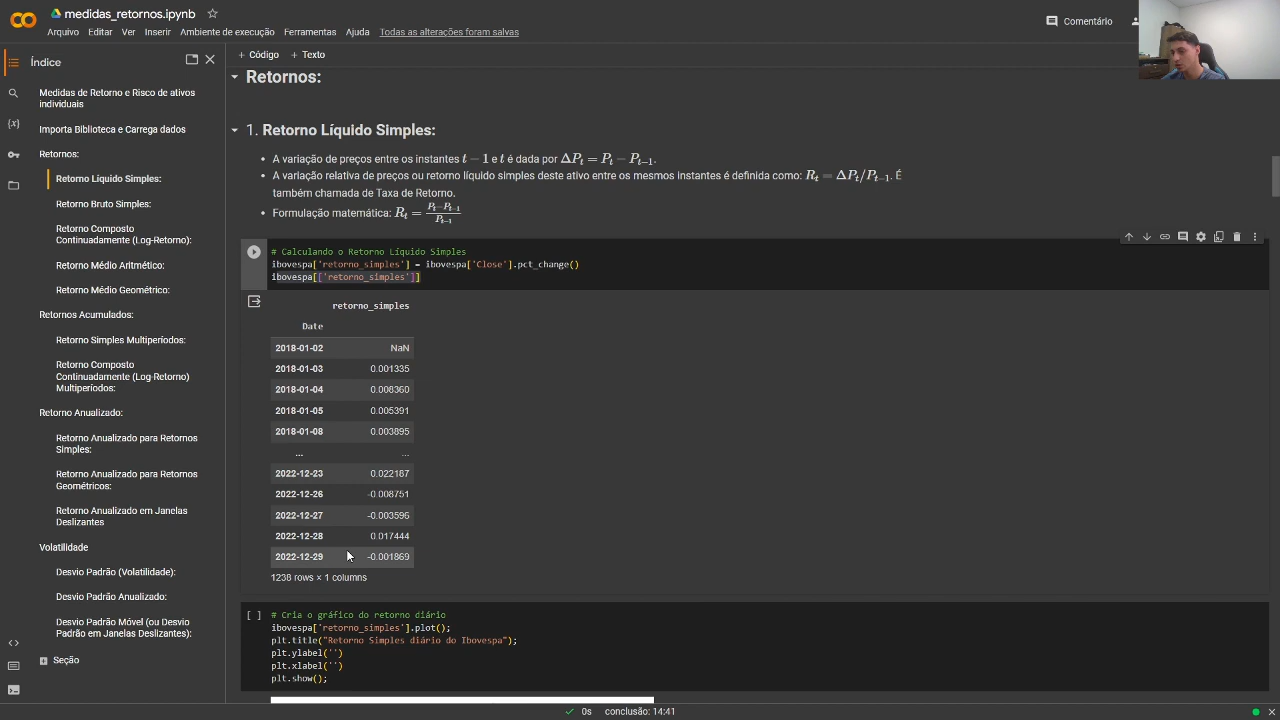 medidas_retornos.ipynb
Arquivo Editar Ver Inserir Ambiente de execução Ferramentas Ajuda Todas as alterações foram salvas
Comentário
Índice
Medidas de Retorno e Risco de ativos
individuais
Importa Biblioteca e Carrega dados
Retornos:
Retorno Líquido Simples:
Retorno Bruto Simples:
Retorno Composto
Continuadamente (Log-Retorno):
Retorno Médio Aritmético:
Retorno Médio Geométrico:
Retornos Acumulados:
Retorno Simples Multiperíodos:
Retorno Composto
Continuadamente (Log-Retorno)
Multiperíodos:
Retorno Anualizado:
Retorno Anualizado para Retornos
Simples:
Retorno Anualizado para Retornos
Geométricos:
Retorno Anualizado em Janelas
Deslizantes
Volatilidade
Desvio Padrão (Volatilidade):
Desvio Padrão Anualizado:
Desvio Padrão Móvel (ou Desvio
Padrão em Janelas Deslizantes):
Seção
+ Código + Texto
Retornos:
1. Retorno Líquido Simples:
• A variação de preços entre os instantes t − 1 e t é dada por ΔP_t = P_t − P_{t−1}.
• A variação relativa de preços ou retorno líquido simples deste ativo entre os mesmos instantes é definida como: R_t = ΔP_t/P_{t−1}. É
também chamada de Taxa de Retorno.
• Formulação matemática: R_t = \frac{P_t−P_{t−1}}{P_{t−1}}
# Calculando o Retorno Líquido Simples
ibovespa['retorno_simples'] = ibovespa['Close'].pct_change()
ibovespa[['retorno_simples']]
retorno_simples
Date
2018-01-02 NaN
2018-01-03 0.001335
2018-01-04 0.008360
2018-01-05 0.005391
2018-01-08 0.003895
... ...
2022-12-23 0.022187
2022-12-26 -0.008751
2022-12-27 -0.003596
2022-12-28 0.017444
2022-12-29 -0.001869
1238 rows × 1 columns
[ ] # Cria o gráfico do retorno diário
ibovespa['retorno_simples'].plot();
plt.title("Retorno Simples diário do Ibovespa");
plt.ylabel('')
plt.xlabel('')
plt.show();
0s conclusão: 14:41